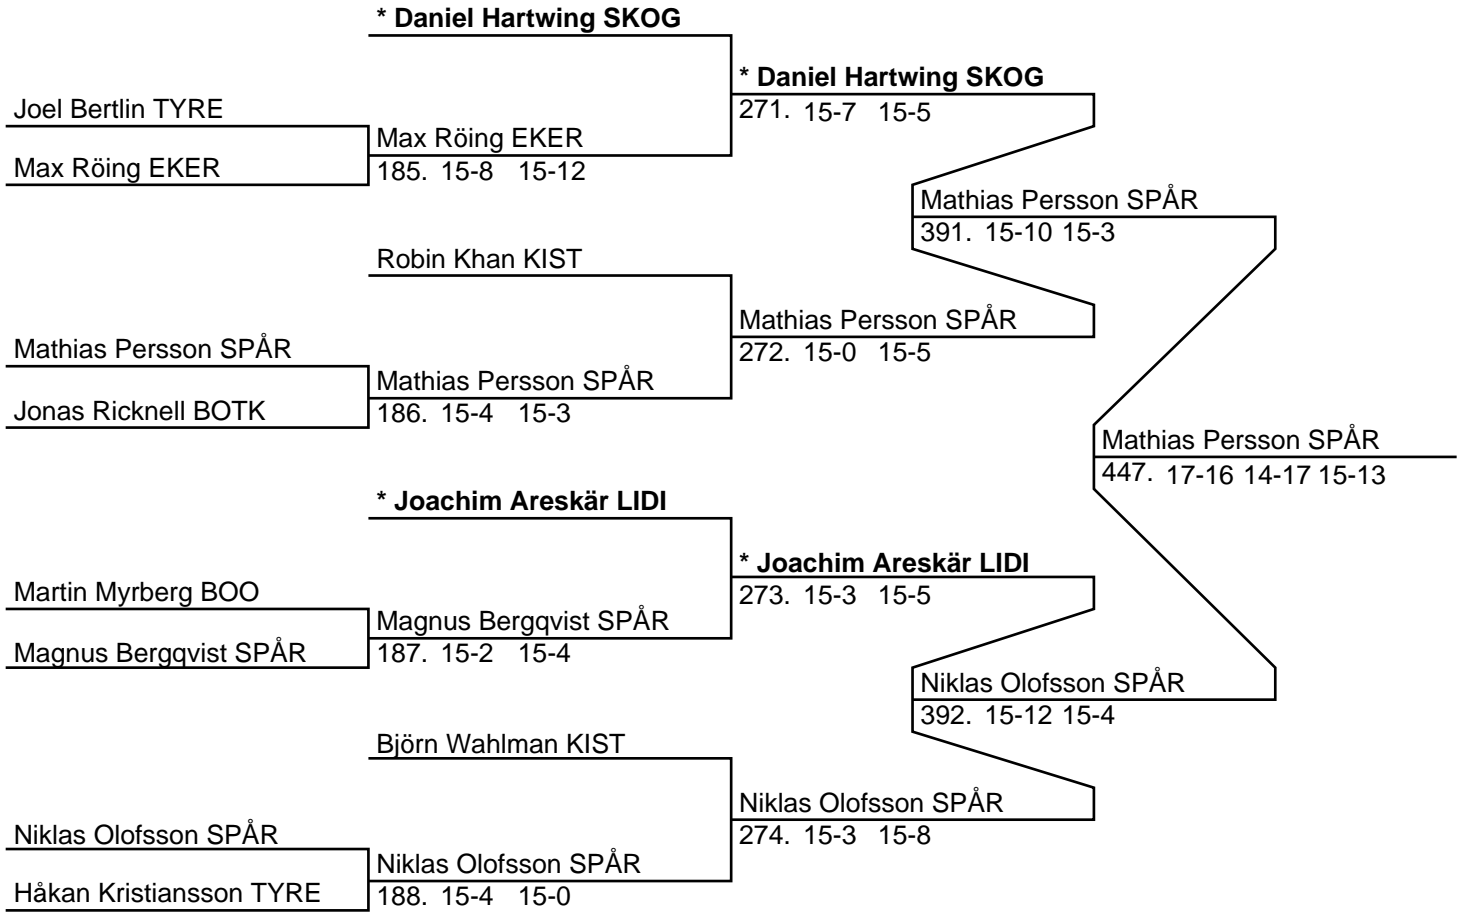 * Daniel Hartwing SKOG
* Daniel Hartwing SKOG
271. 15-7 15-5
Joel Bertlin TYRE
Max Röing EKER
Max Röing EKER
185. 15-8 15-12
Mathias Persson SPÅR
391. 15-10 15-3
Robin Khan KIST
Mathias Persson SPÅR
272. 15-0 15-5
Mathias Persson SPÅR
Mathias Persson SPÅR
Jonas Ricknell BOTK
186. 15-4 15-3
Mathias Persson SPÅR
447. 17-16 14-17 15-13
* Joachim Areskär LIDI
* Joachim Areskär LIDI
273. 15-3 15-5
Martin Myrberg BOO
Magnus Bergqvist SPÅR
Magnus Bergqvist SPÅR
187. 15-2 15-4
Niklas Olofsson SPÅR
392. 15-12 15-4
Björn Wahlman KIST
Niklas Olofsson SPÅR
274. 15-3 15-8
Niklas Olofsson SPÅR
Niklas Olofsson SPÅR
Håkan Kristiansson TYRE
188. 15-4 15-0